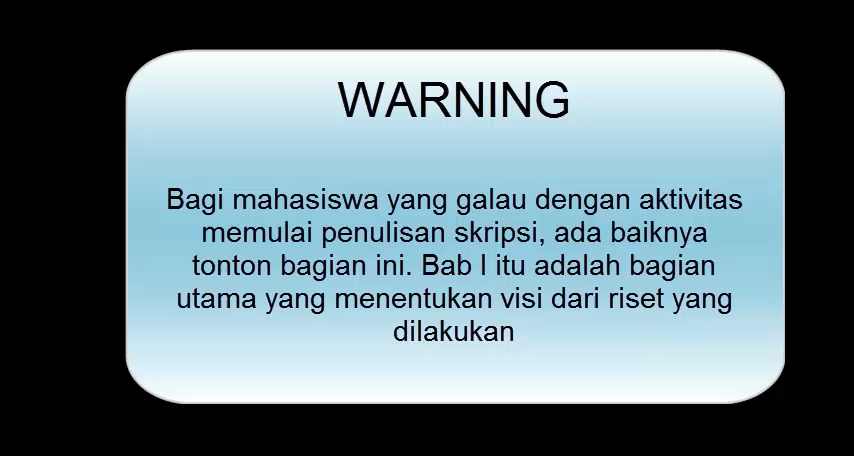 WARNING
Bagi mahasiswa yang galau dengan aktivitas
memulai penulisan skripsi, ada baiknya
tonton bagian ini. Bab I itu adalah bagian
utama yang menentukan visi dari riset yang
dilakukan